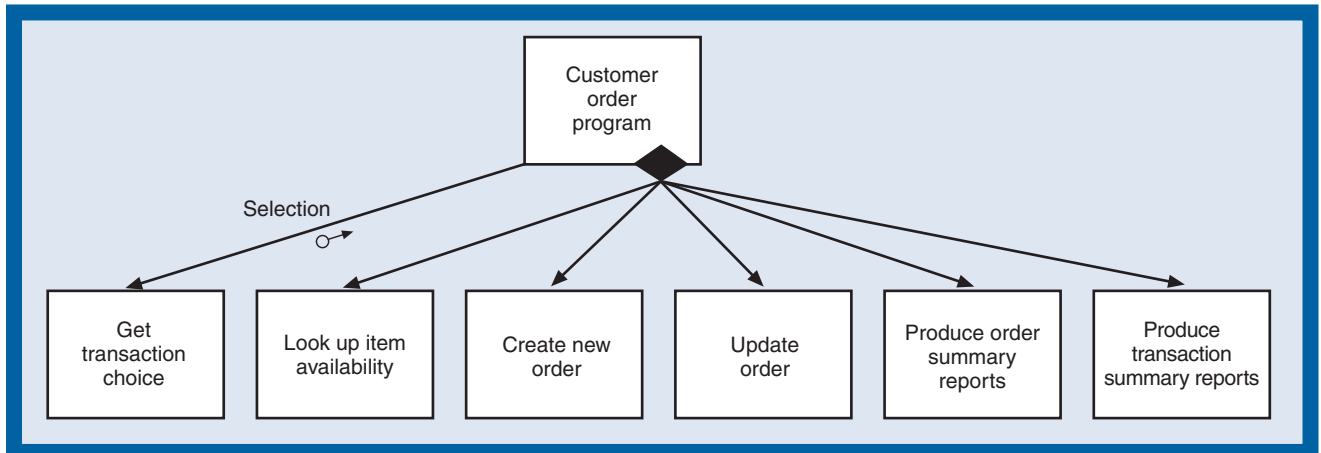 Customer
order
program
Selection
Get
transaction
choice
Look up item
availability
Create new
order
Update
order
Produce order
summary
reports
Produce
transaction
summary reports